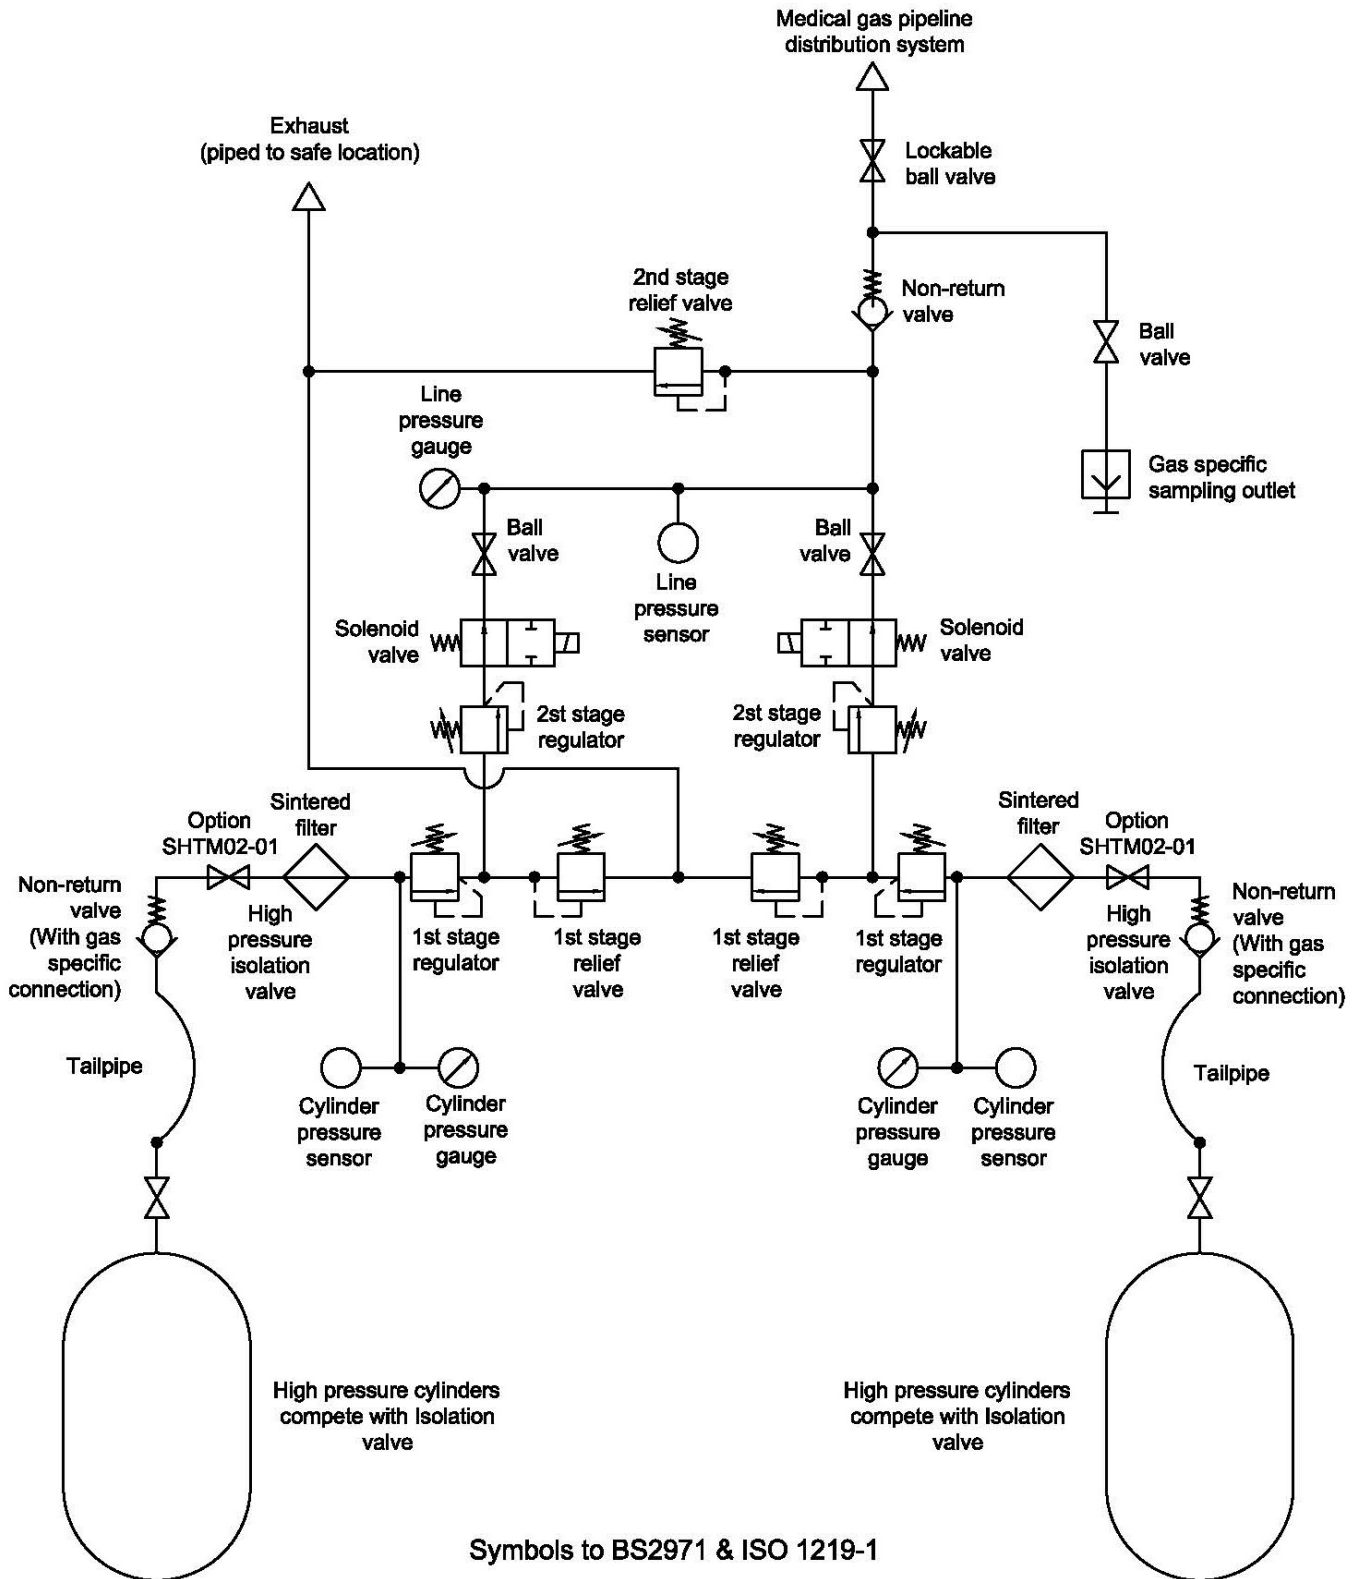 Medical gas pipeline
distribution system
Exhaust
(piped to safe location)
Lockable
ball valve
2nd stage
relief valve
Non-return
valve
Ball
valve
Line
pressure
gauge
Gas specific
sampling outlet
Ball
valve
Ball
valve
Line
pressure
sensor
Solenoid
valve
Solenoid
valve
2st stage
regulator
2st stage
regulator
Sintered
filter
Option
SHTM02-01
Sintered
filter
Option
SHTM02-01
Non-return
valve
(With gas
specific
connection)
High
pressure
isolation
valve
1st stage
regulator
1st stage
relief
valve
1st stage
relief
valve
1st stage
regulator
High
pressure
isolation
valve
Non-return
valve
(With gas
specific
connection)
Tailpipe
Tailpipe
Cylinder
pressure
sensor
Cylinder
pressure
gauge
Cylinder
pressure
gauge
Cylinder
pressure
sensor
High pressure cylinders
compete with Isolation
valve
High pressure cylinders
compete with Isolation
valve
Symbols to BS2971 & ISO 1219-1